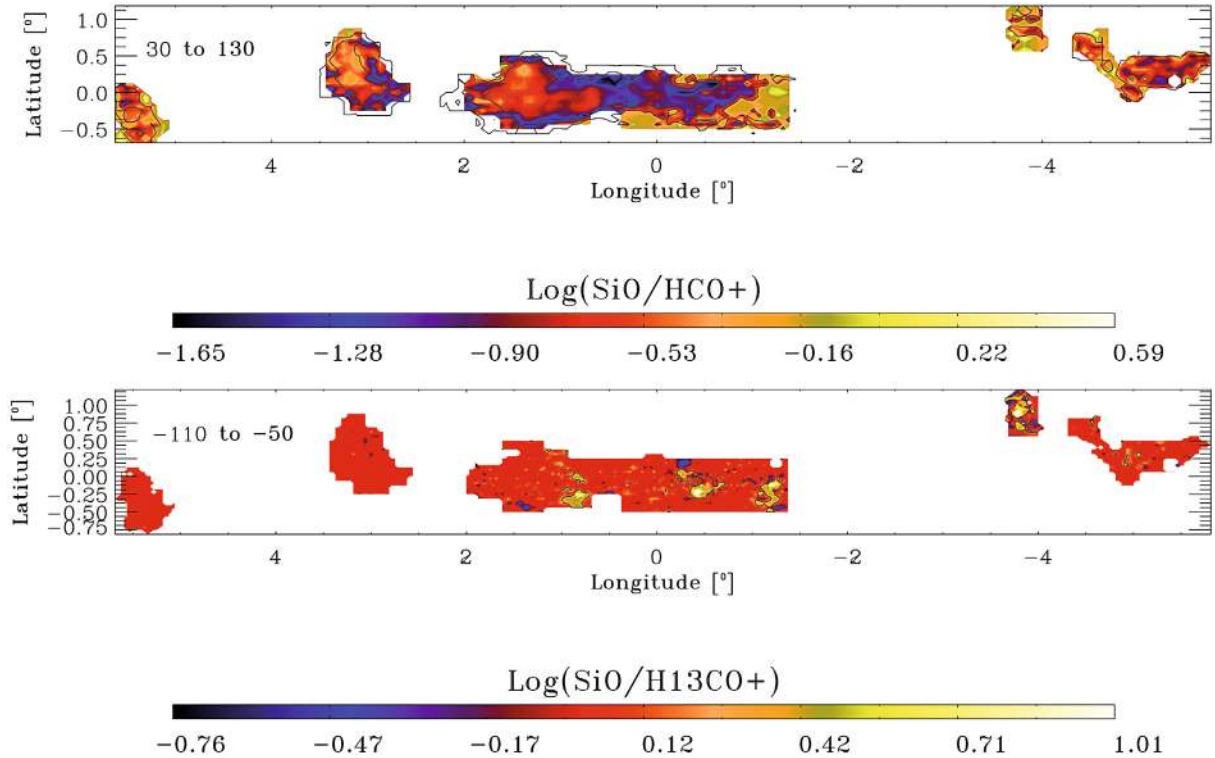 Latitude [°]
1.0
0.5
0.0
−0.5
30 to 130
4 2 0 −2 −4
Longitude [°]
Log(SiO/HCO+)
−1.65 −1.28 −0.90 −0.53 −0.16 0.22 0.59
Latitude [°]
1.00
0.75
0.50
0.25
0.00
−0.25
−0.50
−0.75
−110 to −50
4 2 0 −2 −4
Longitude [°]
Log(SiO/H13CO+)
−0.76 −0.47 −0.17 0.12 0.42 0.71 1.01